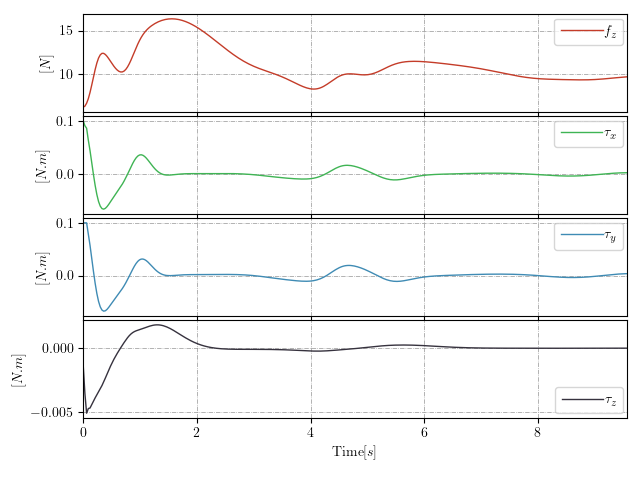 15
10
[N]
f_z
0.1
0.0
[N.m]
τ_x
0.1
0.0
[N.m]
τ_y
0.000
−0.005
[N.m]
τ_z
0 2 4 6 8
Time[s]